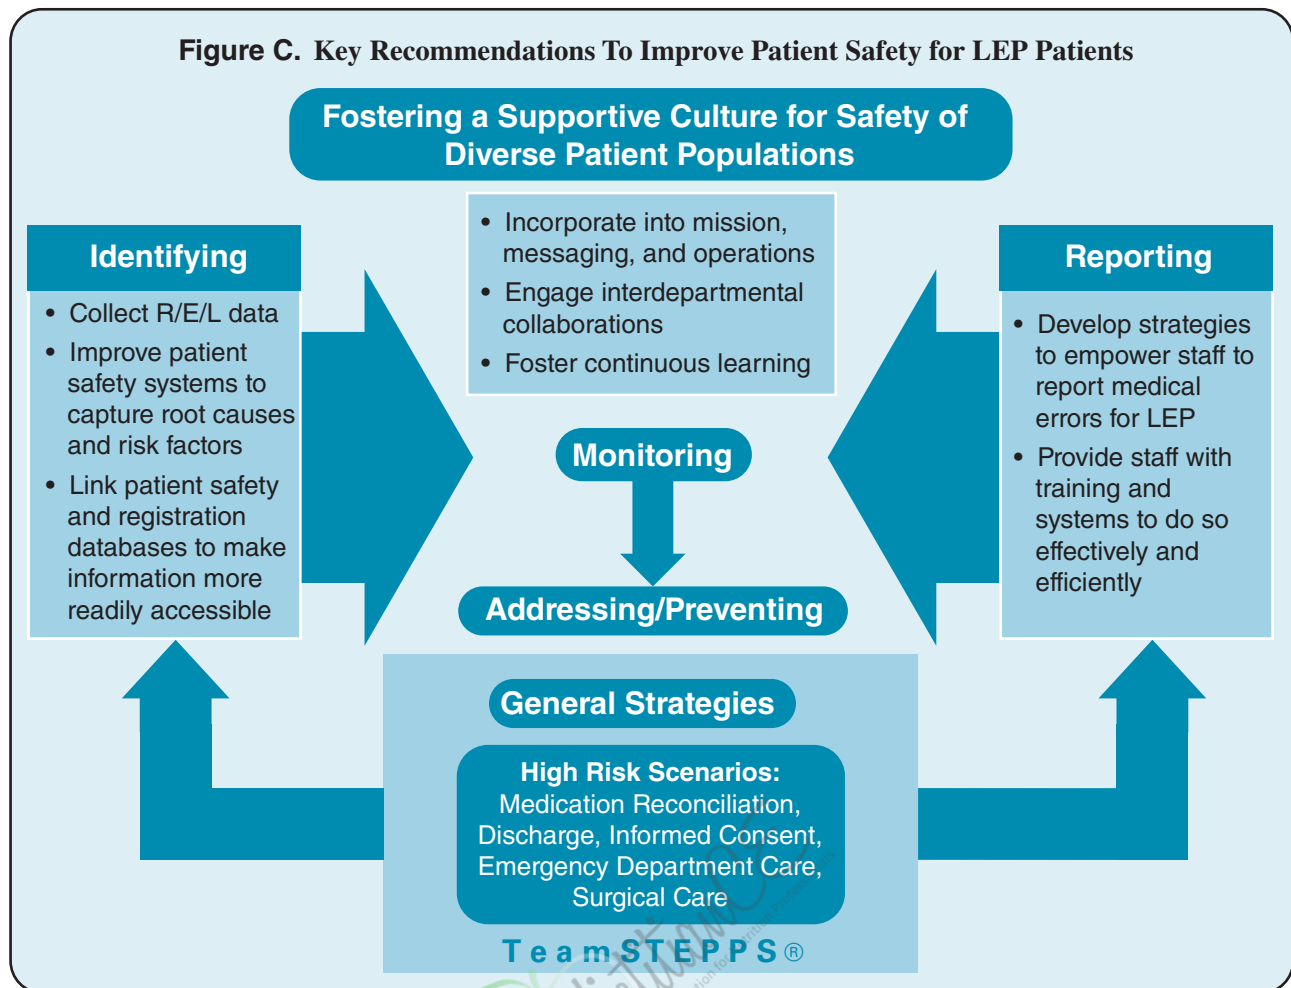 Figure C. Key Recommendations To Improve Patient Safety for LEP Patients
Fostering a Supportive Culture for Safety of
Diverse Patient Populations
• Incorporate into mission,
messaging, and operations
• Engage interdepartmental
collaborations
• Foster continuous learning
Identifying
• Collect R/E/L data
• Improve patient
safety systems to
capture root causes
and risk factors
• Link patient safety
and registration
databases to make
information more
readily accessible
Reporting
• Develop strategies
to empower staff to
report medical
errors for LEP
• Provide staff with
training and
systems to do so
effectively and
efficiently
Monitoring
Addressing/Preventing
General Strategies
High Risk Scenarios:
Medication Reconciliation,
Discharge, Informed Consent,
Emergency Department Care,
Surgical Care
TeamSTEPPS®